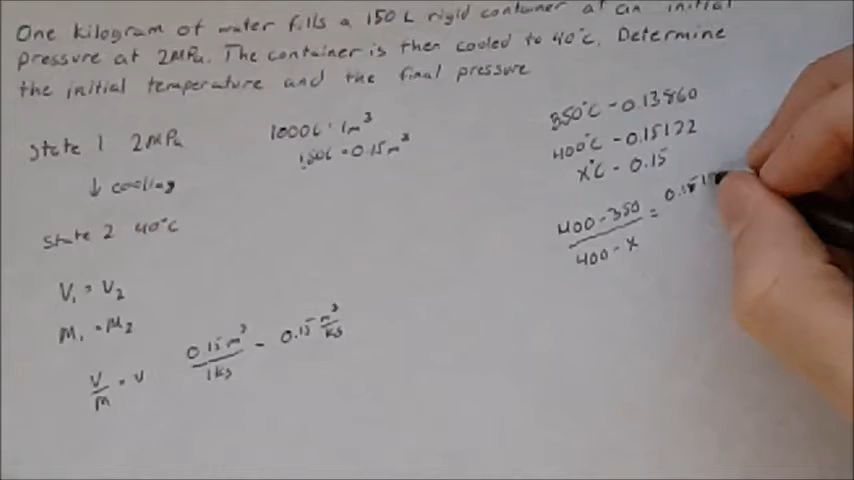 One kilogram of water fills a 150 L rigid container at an initial
pressure at 2MPa. The container is then cooled to 40°C. Determine
the initial temperature and the final pressure
State 1 2MPa
↓ cooling
State 2 40°C
V₁ = V₂
M₁ = M₂
V/M = v
1000L = 1m³
150L = 0.15m³
0.15m³/1kg = 0.15 m³/kg
350°C - 0.13860
400°C - 0.15122
x°C - 0.15
400-350/400-x = 0.151